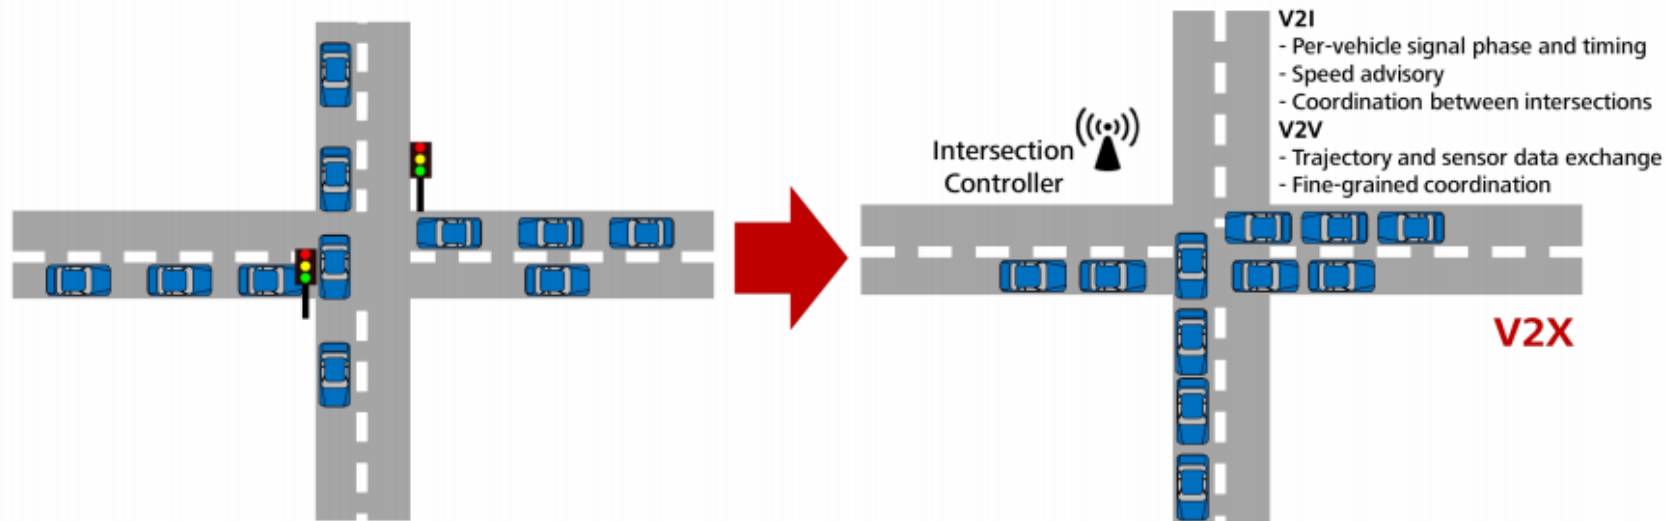 V2I
- Per-vehicle signal phase and timing
- Speed advisory
- Coordination between intersections
V2V
- Trajectory and sensor data exchange
- Fine-grained coordination
Intersection
Controller
V2X